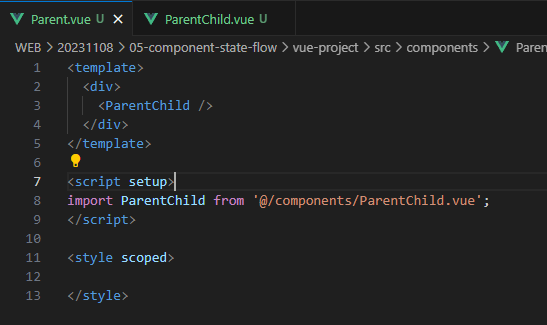 Parent.vue U
ParentChild.vue U
WEB > 20231108 > 05-component-state-flow > vue-project > src > components > Paren
1 <template>
2 <div>
3 <ParentChild />
4 </div>
5 </template>
6
7 <script setup>
8 import ParentChild from '@/components/ParentChild.vue';
9 </script>
10
11 <style scoped>
12
13 </style>